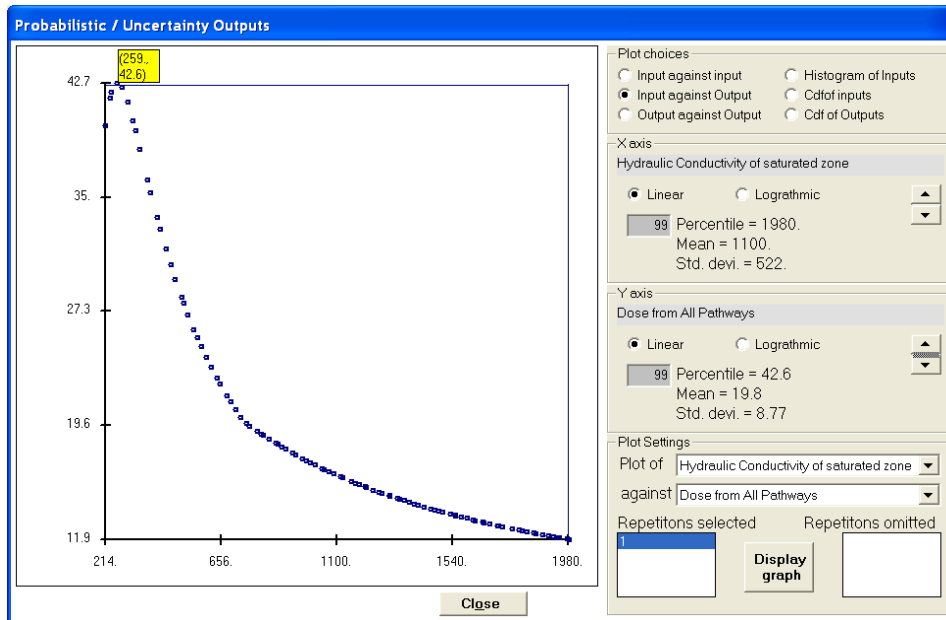 Probabilistic / Uncertainty Outputs
(259.,
42.6)
42.7
35.
27.3
19.6
11.9
214.
656.
1100.
1540.
1980.
Plot choices
Input against input
Histogram of Inputs
Input against Output
Cdfof inputs
Output against Output
Cdf of Outputs
X axis
Hydraulic Conductivity of saturated zone
Linear
Lograthmic
99 Percentile = 1980.
Mean = 1100.
Std. devi. = 522.
Y axis
Dose from All Pathways
Linear
Lograthmic
99 Percentile = 42.6
Mean = 19.8
Std. devi. = 8.77
Plot Settings
Plot of Hydraulic Conductivity of saturated zone
against Dose from All Pathways
Repetitons selected
Repetitons omitted
1
Display
graph
Close